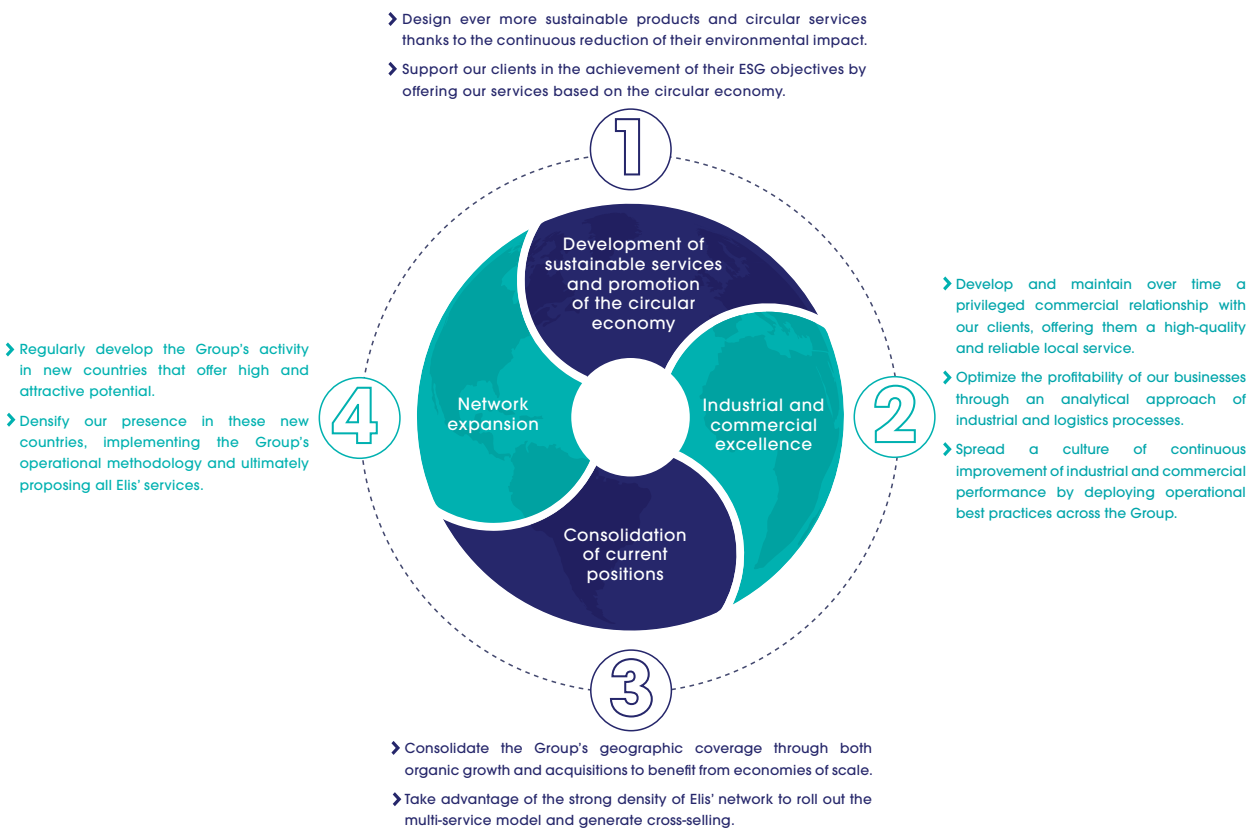 Design ever more sustainable products and circular services
thanks to the continuous reduction of their environmental impact.
Support our clients in the achievement of their ESG objectives by
offering our services based on the circular economy.
1
Development of
sustainable services
and promotion
of the circular
economy
Develop and maintain over time a
privileged commercial relationship with
our clients, offering them a high-quality
and reliable local service.
Optimize the profitability of our businesses
through an analytical approach of
industrial and logistics processes.
Spread a culture of continuous
improvement of industrial and commercial
performance by deploying operational
best practices across the Group.
2
Industrial and
commercial
excellence
Regularly develop the Group's activity
in new countries that offer high and
attractive potential.
Densify our presence in these new
countries, implementing the Group's
operational methodology and ultimately
proposing all Elis' services.
4
Network
expansion
Consolidation
of current
positions
3
Consolidate the Group's geographic coverage through both
organic growth and acquisitions to benefit from economies of scale.
Take advantage of the strong density of Elis' network to roll out the
multi-service model and generate cross-selling.